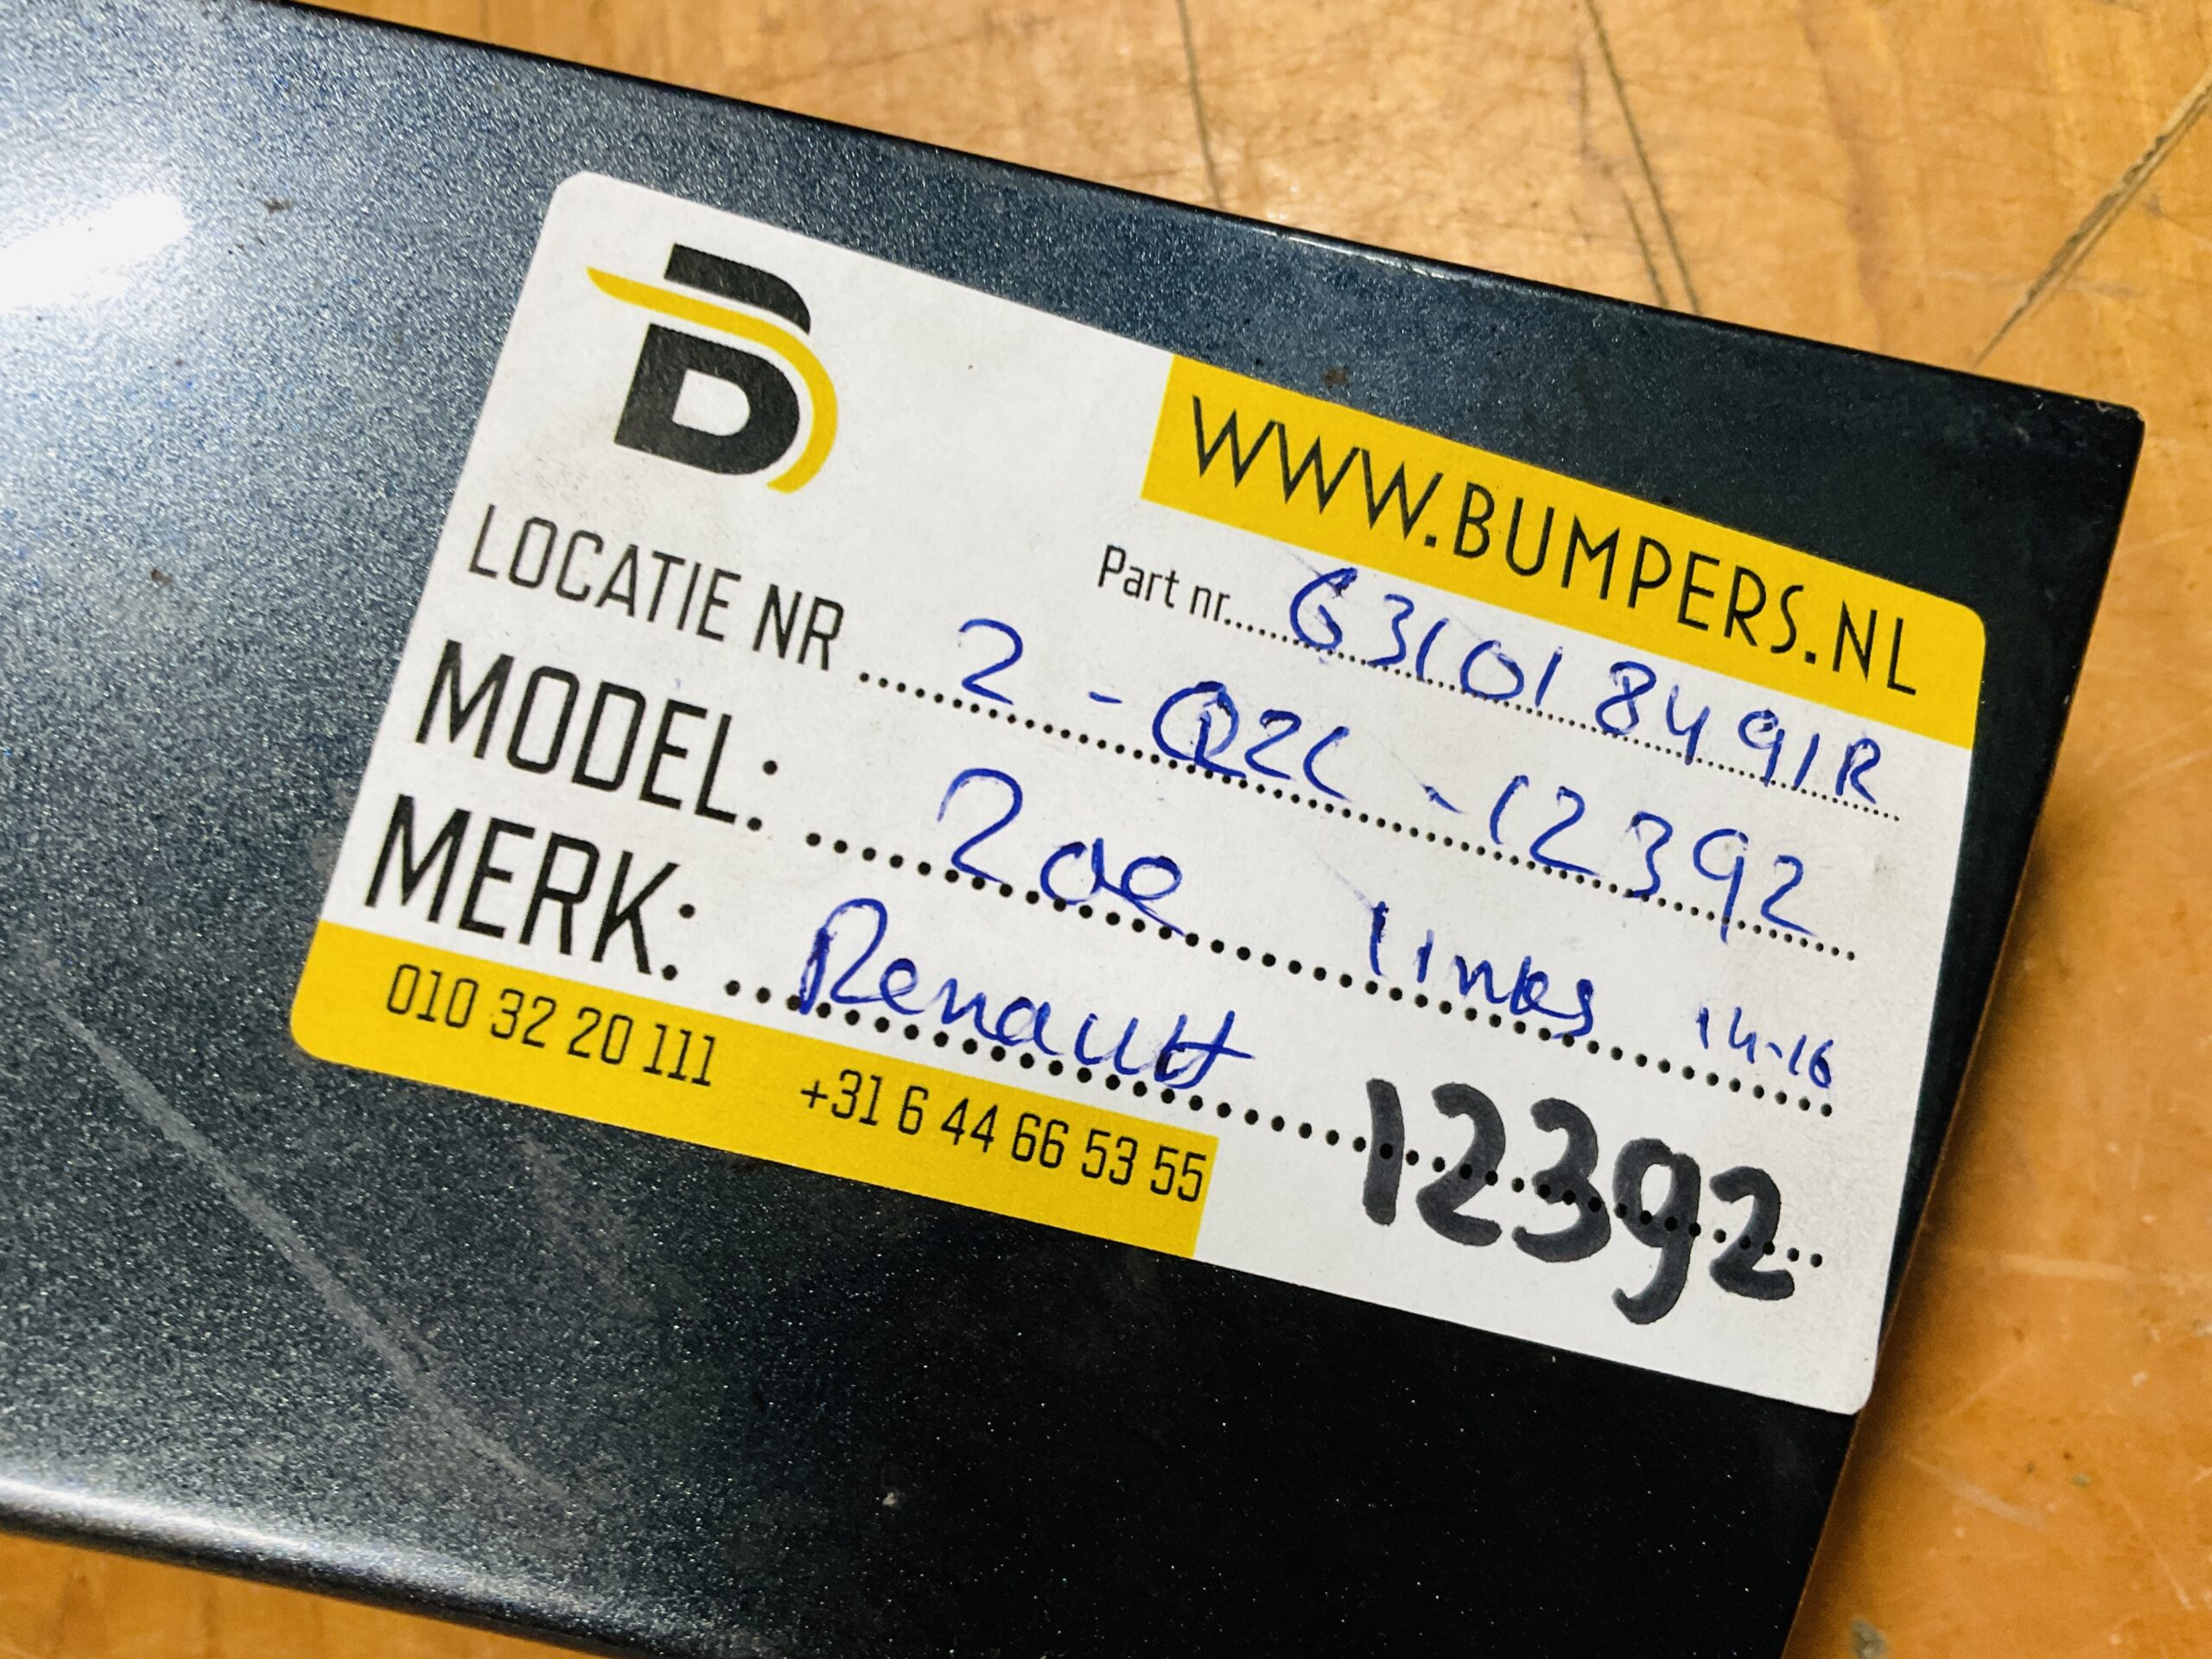 B
WWW.BUMPERS.NL
Part nr. 631018491R
LOCATIE NR 2 - Q2C - 12392
MODEL: Zoe links 14-16
MERK: Renault
12392
010 32 20 111 +31 6 44 66 53 55